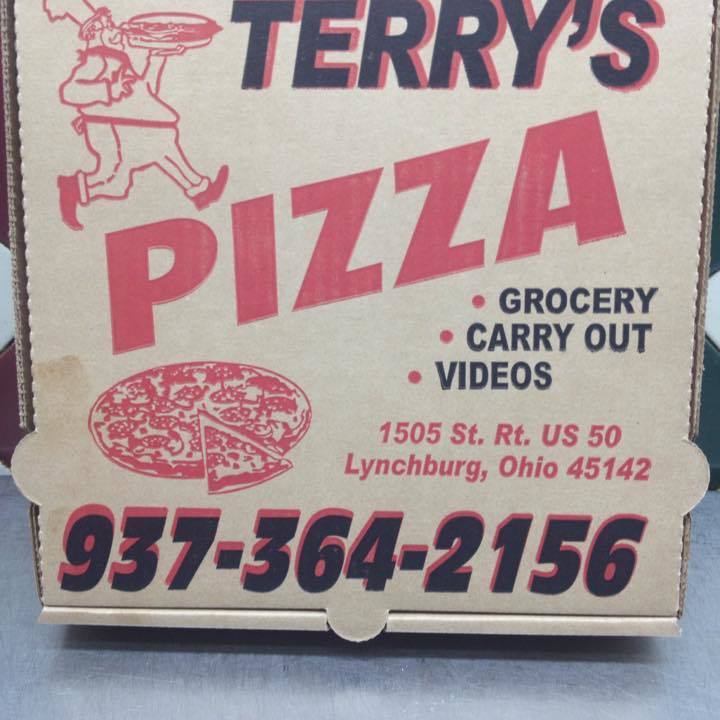 TERRY'S
PIZZA
• GROCERY
• CARRY OUT
• VIDEOS
1505 St. Rt. US 50
Lynchburg, Ohio 45142
937-364-2156